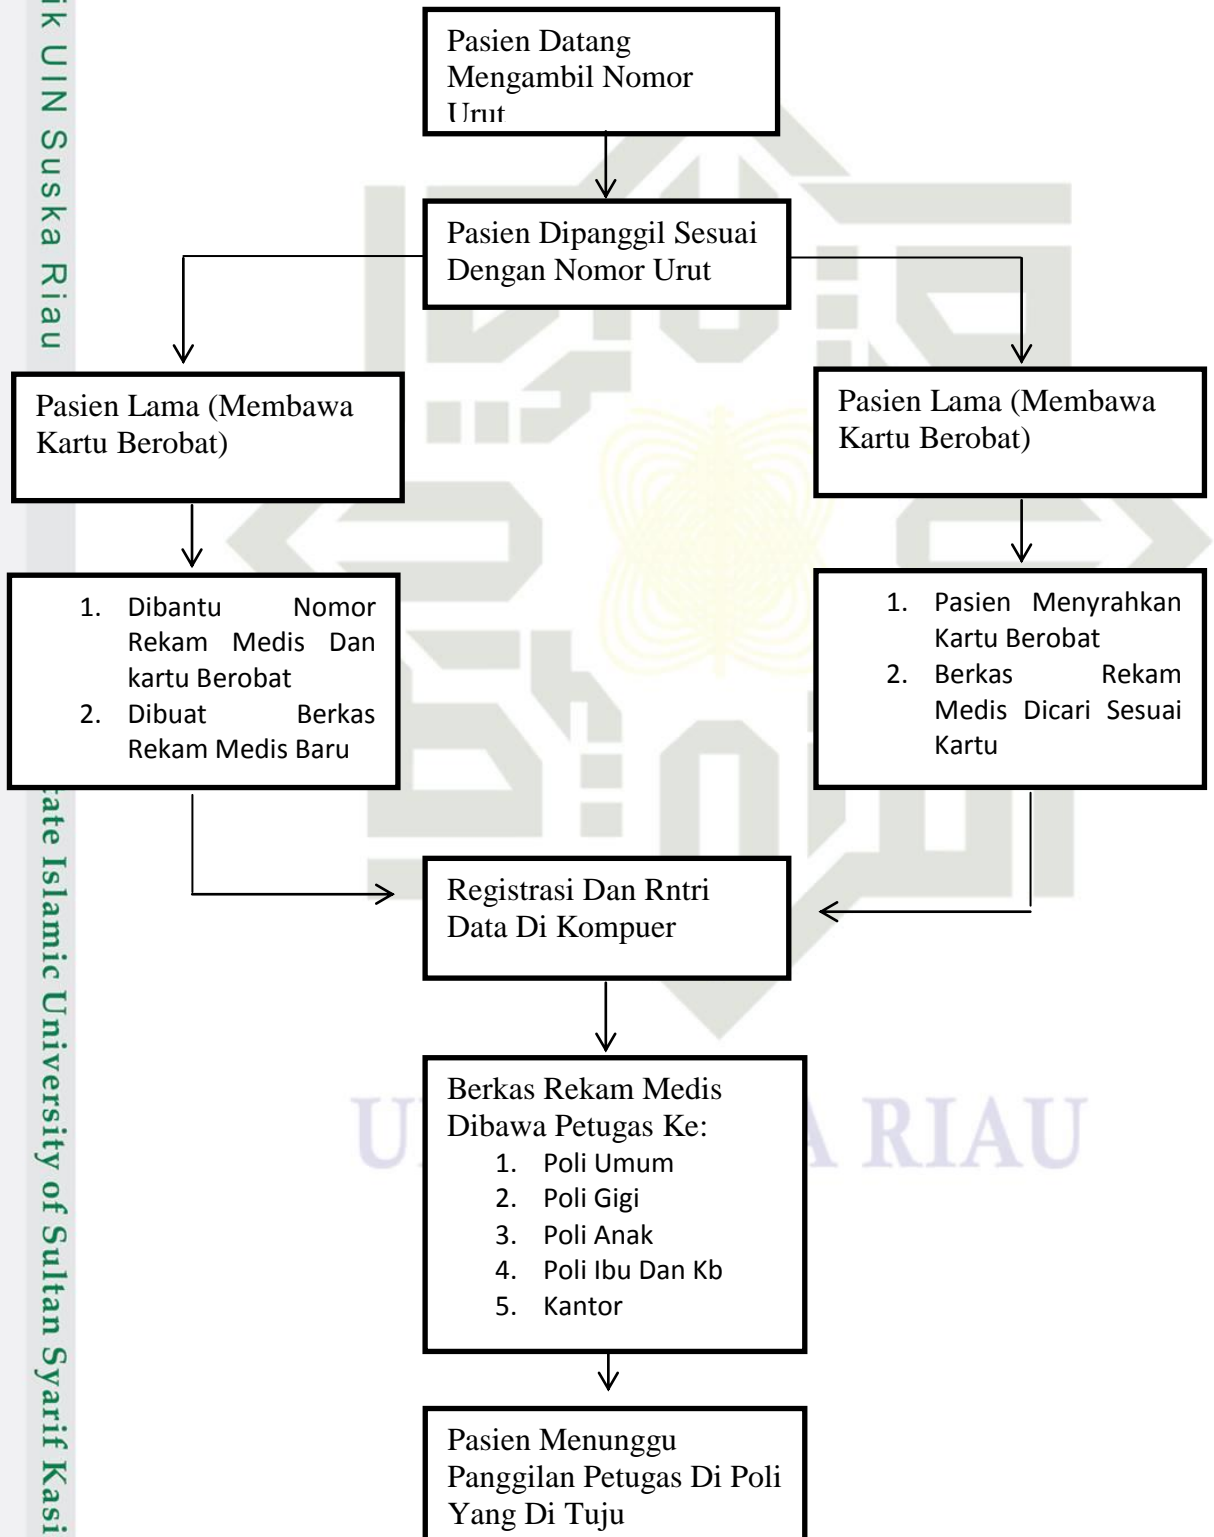 ik UIN Suska Riau
Pasien Datang
Mengambil Nomor
Urut
Pasien Dipanggil Sesuai
Dengan Nomor Urut
Pasien Lama (Membawa
Kartu Berobat)
Pasien Lama (Membawa
Kartu Berobat)
1. Dibantu Nomor
Rekam Medis Dan
kartu Berobat
2. Dibuat Berkas
Rekam Medis Baru
1. Pasien Menyrahkan
Kartu Berobat
2. Berkas Rekam
Medis Dicari Sesuai
Kartu
tate Islamic University of Sultan Syarif Kasi
Registrasi Dan Rntri
Data Di Kompuer
Berkas Rekam Medis
Dibawa Petugas Ke:
1. Poli Umum
2. Poli Gigi
3. Poli Anak
4. Poli Ibu Dan Kb
5. Kantor
U A RIAU
Pasien Menunggu
Panggilan Petugas Di Poli
Yang Di Tuju